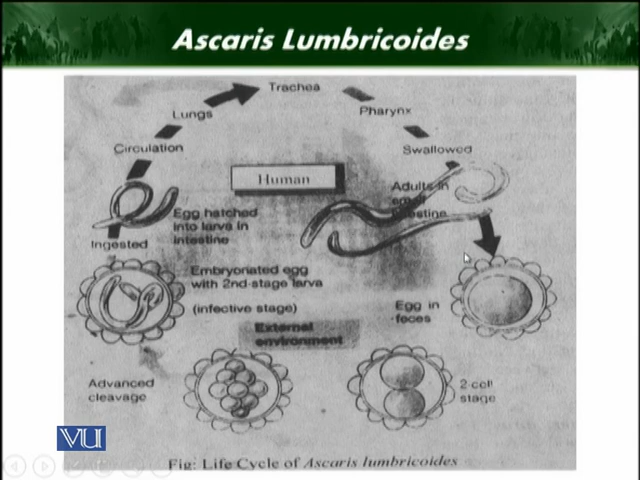 Ascaris Lumbricoides
Trachea
Lungs
Pharynx
Circulation
Swallowed
Human
Adults in
small
intestine
Egg hatched
into larva in
intestine
Ingested
Embryonated egg
with 2nd-stage larva
(infective stage)
Egg in
feces
External
environment
Advanced
cleavage
2-cell
stage
VU
Fig: Life Cycle of Ascaris lumbricoides